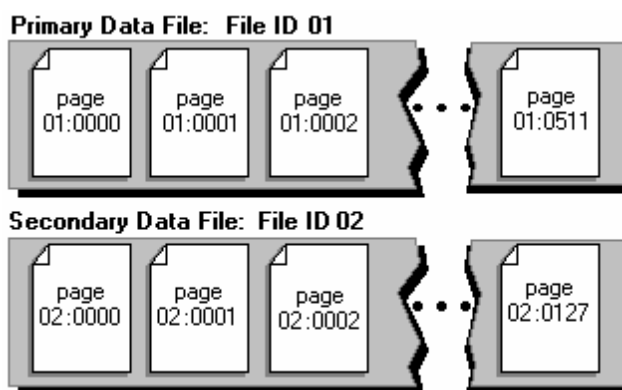 Primary Data File: File ID 01
page 01:0000
page 01:0001
page 01:0002
page 01:0511
Secondary Data File: File ID 02
page 02:0000
page 02:0001
page 02:0002
page 02:0127